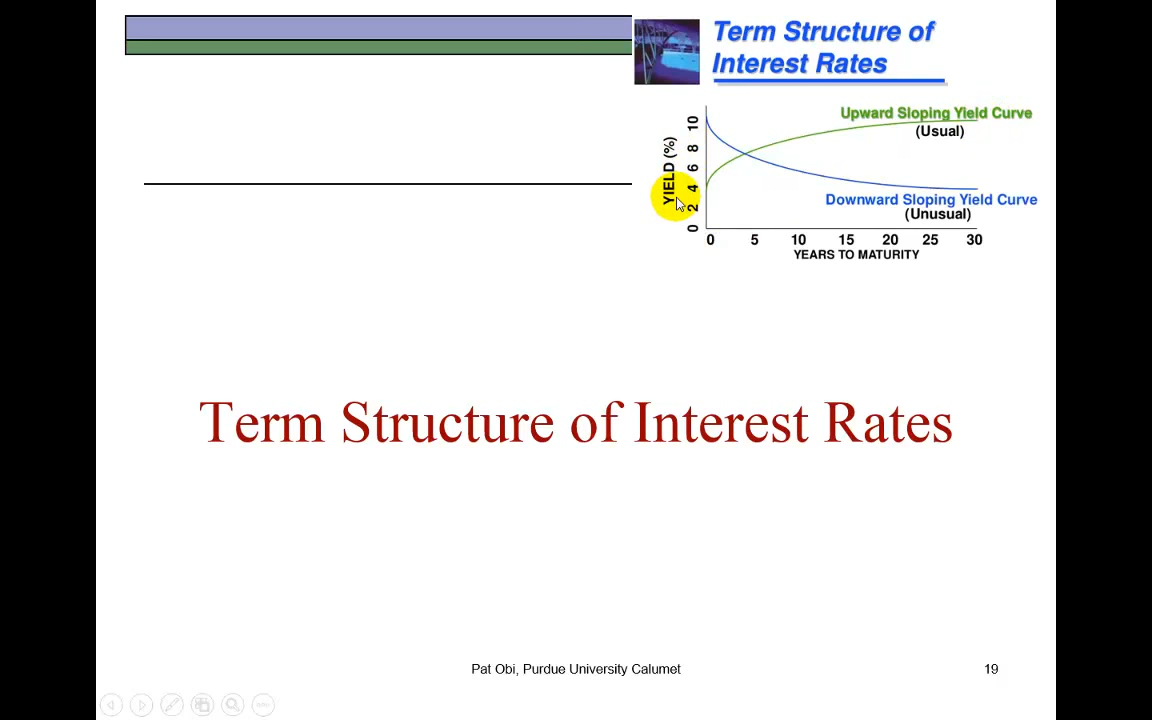 Term Structure of
Interest Rates
Upward Sloping Yield Curve
(Usual)
YIELD (%)
10
8
6
4
2
0
Downward Sloping Yield Curve
(Unusual)
0 5 10 15 20 25 30
YEARS TO MATURITY
Term Structure of Interest Rates
Pat Obi, Purdue University Calumet
19